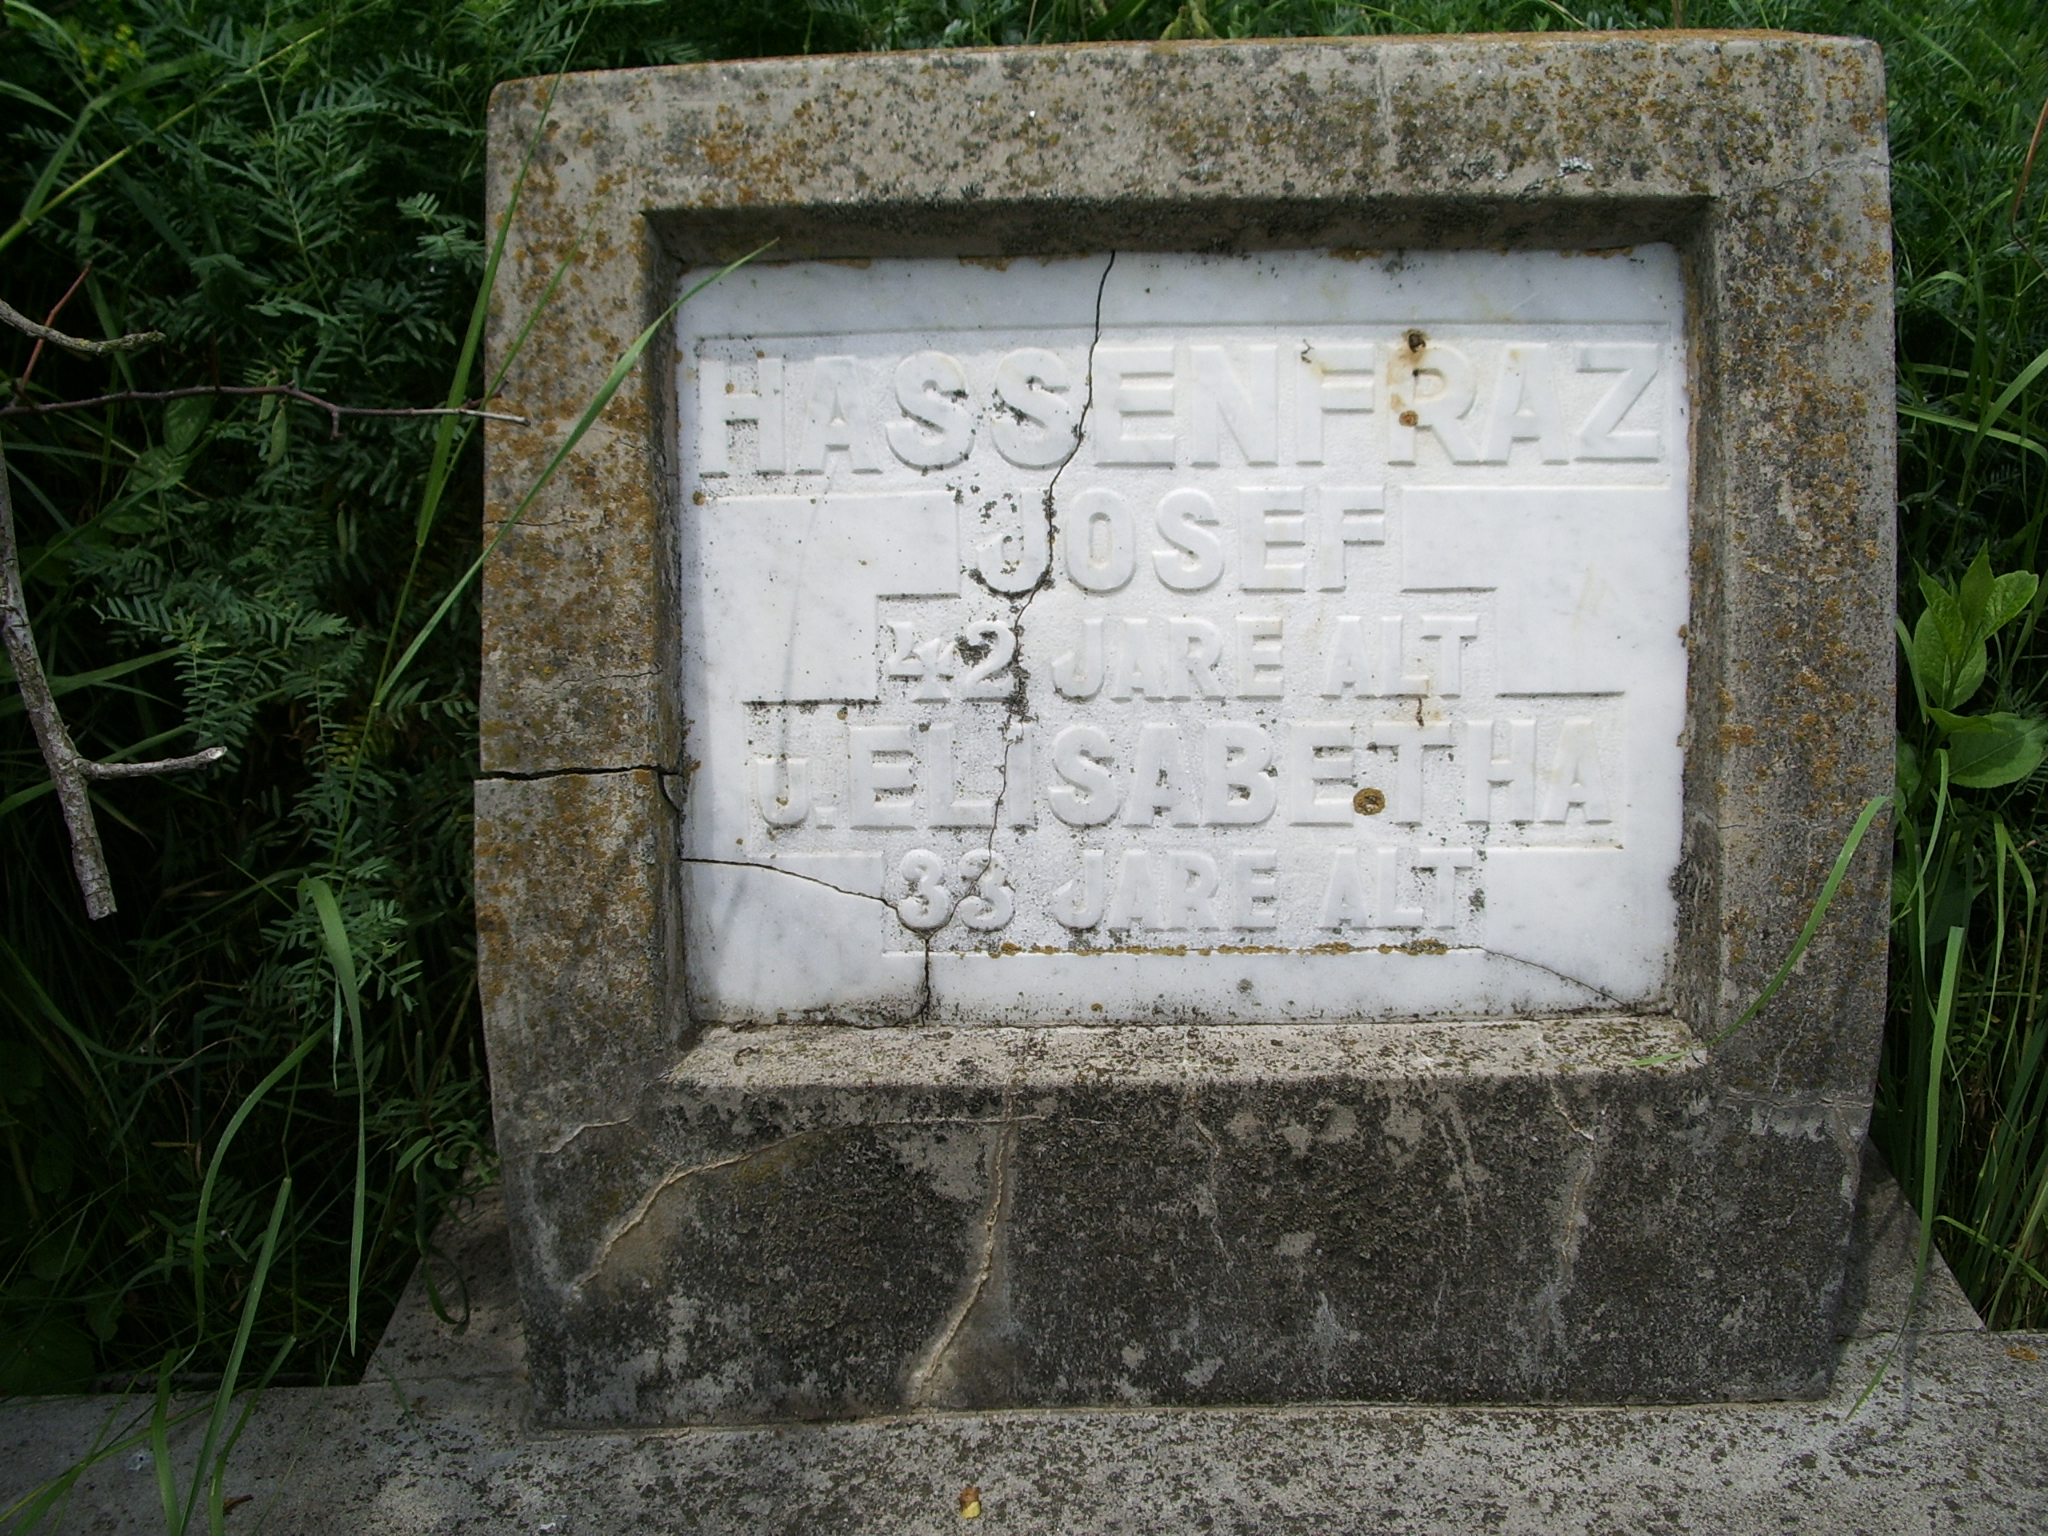 HASSENFRAZ
JOSEF
42 JARE ALT
U. ELISABETHA
33 JARE ALT